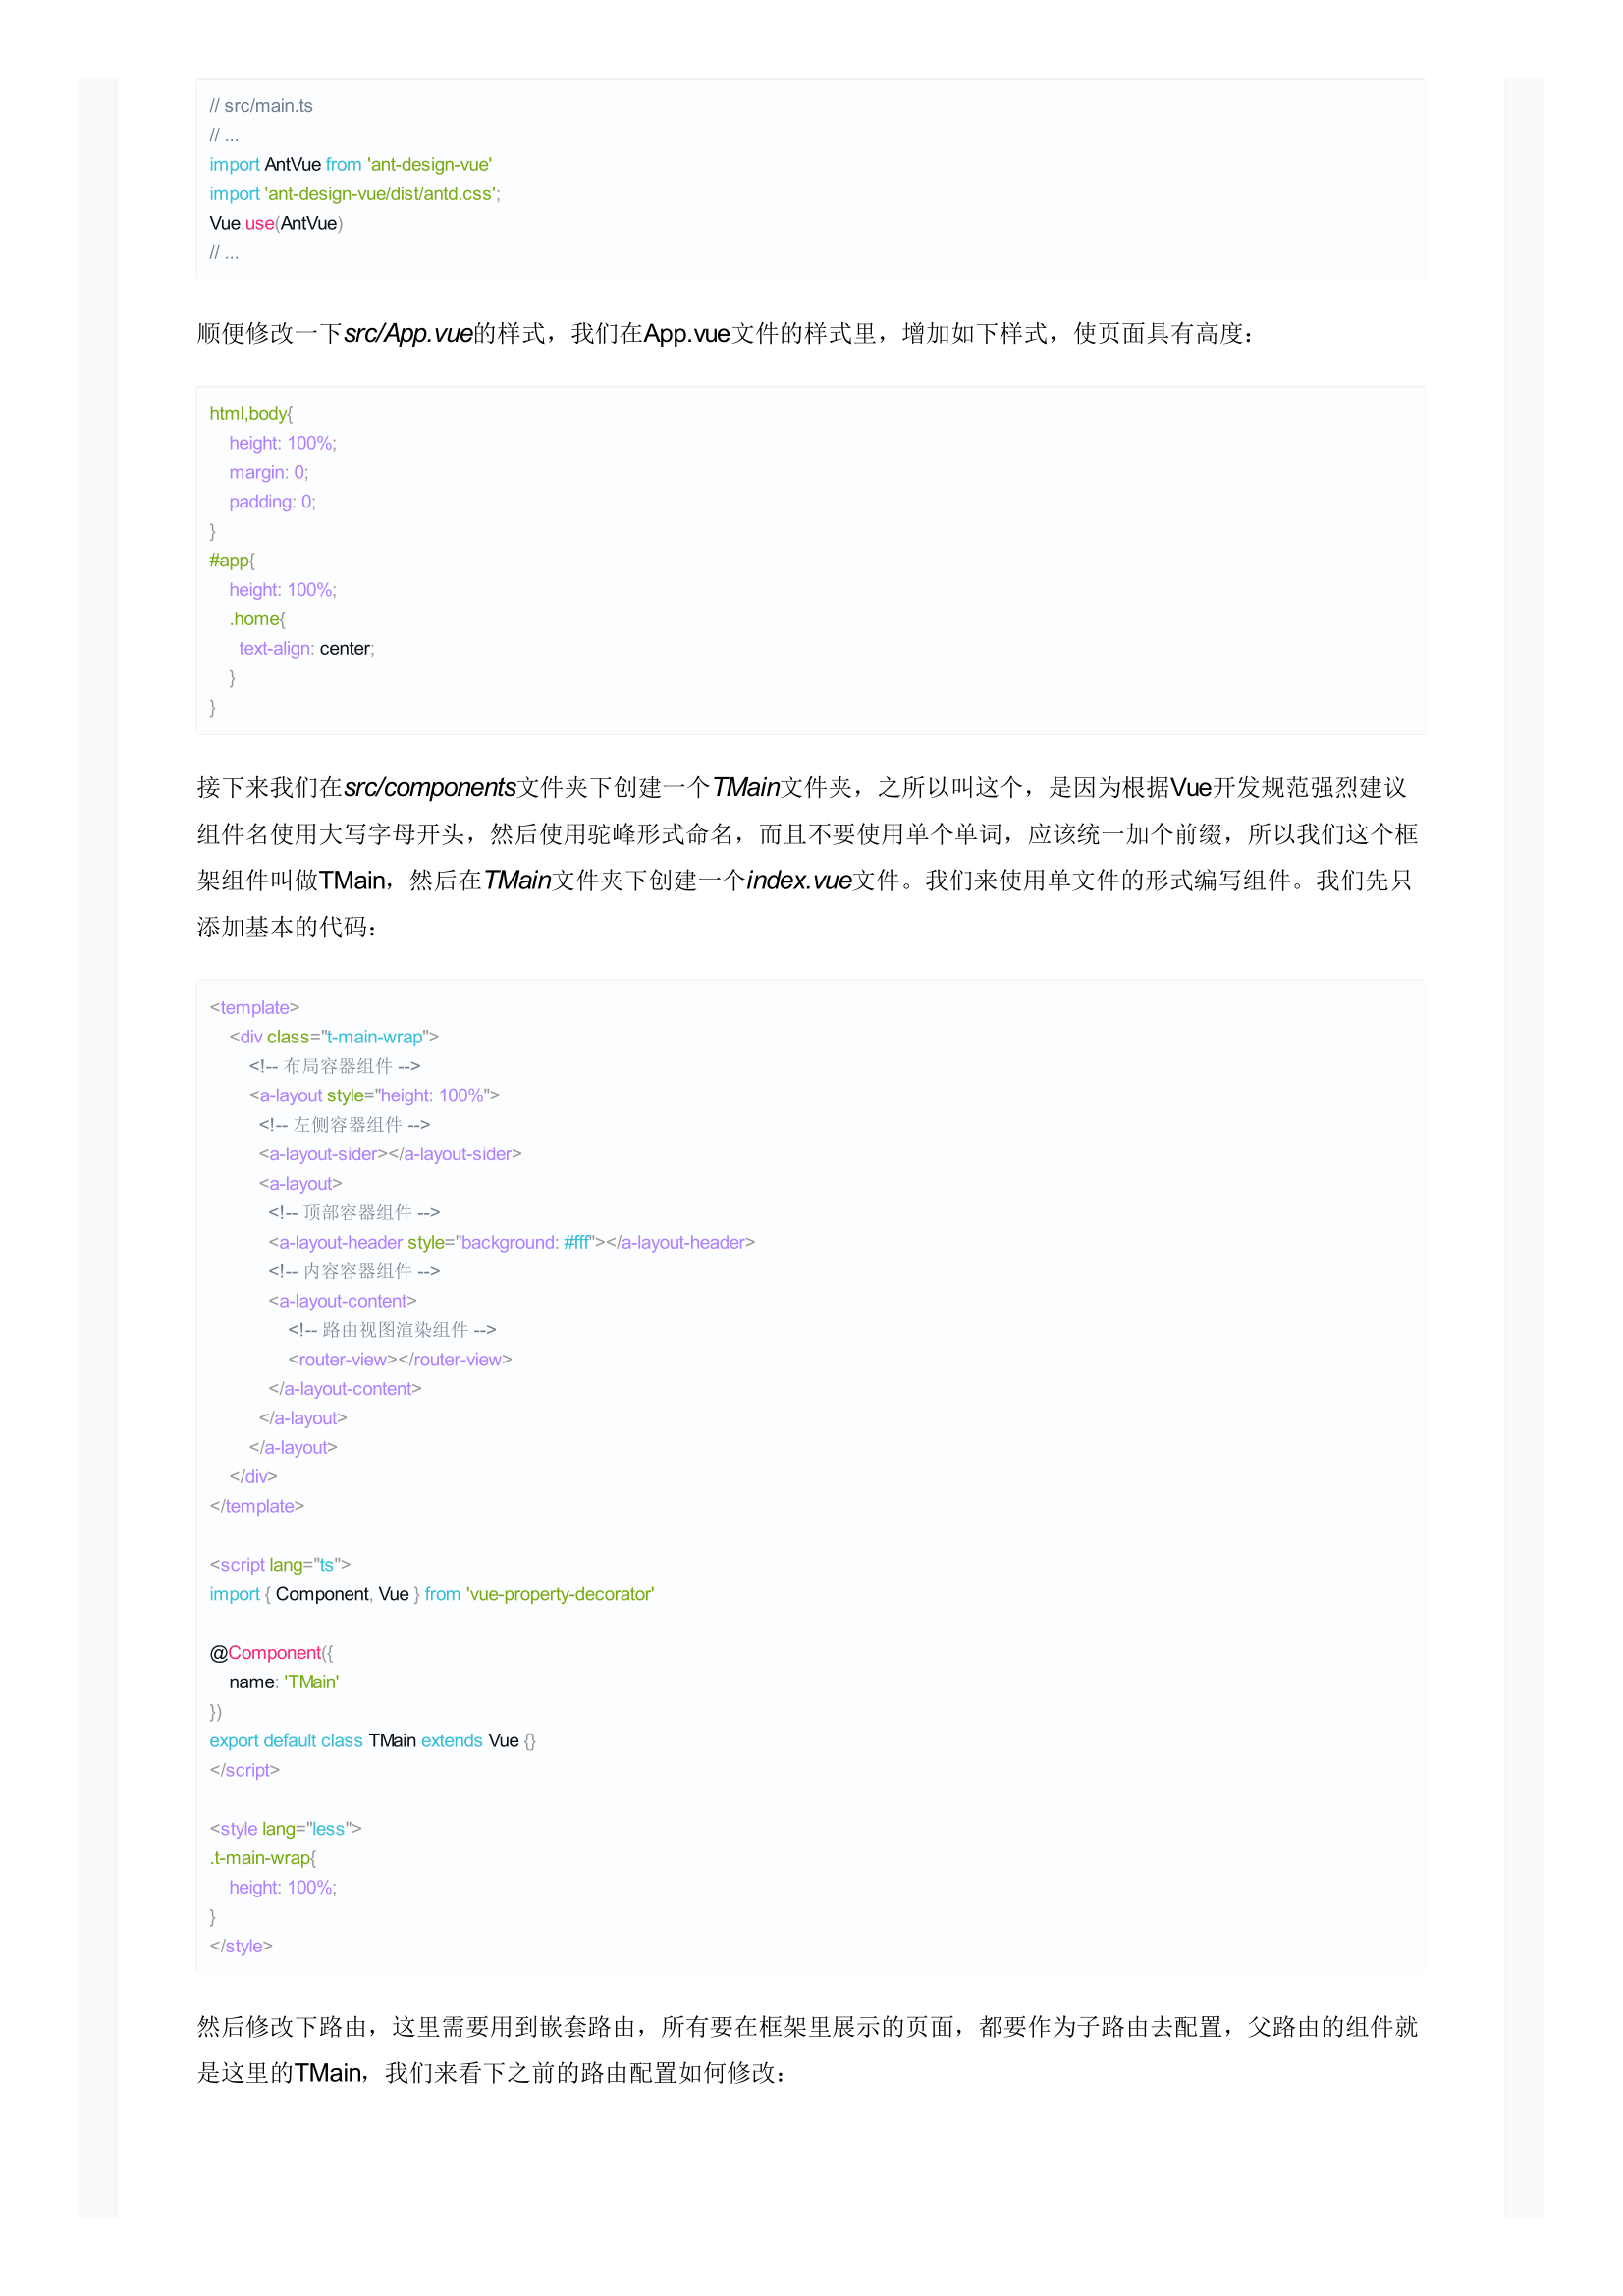 // src/main.ts
// ...
import AntVue from 'ant-design-vue'
import 'ant-design-vue/dist/antd.css';
Vue.use(AntVue)
// ...
顺便修改一下src/App.vue的样式，我们在App.vue文件的样式里，增加如下样式，使页面具有高度：
html,body{
    height: 100%;
    margin: 0;
    padding: 0;
}
#app{
    height: 100%;
    .home{
      text-align: center;
    }
}
接下来我们在src/components文件夹下创建一个TMain文件夹，之所以叫这个，是因为根据Vue开发规范强烈建议
组件名使用大写字母开头，然后使用驼峰形式命名，而且不要使用单个单词，应该统一加个前缀，所以我们这个框
架组件叫做TMain，然后在TMain文件夹下创建一个index.vue文件。我们来使用单文件的形式编写组件。我们先只
添加基本的代码：
<template>
    <div class="t-main-wrap">
        <!-- 布局容器组件 -->
        <a-layout style="height: 100%">
          <!-- 左侧容器组件 -->
          <a-layout-sider></a-layout-sider>
          <a-layout>
            <!-- 顶部容器组件 -->
            <a-layout-header style="background: #fff"></a-layout-header>
            <!-- 内容容器组件 -->
            <a-layout-content>
                <!-- 路由视图渲染组件 -->
                <router-view></router-view>
            </a-layout-content>
          </a-layout>
        </a-layout>
    </div>
</template>

<script lang="ts">
import { Component, Vue } from 'vue-property-decorator'

@Component({
    name: 'TMain'
})
export default class TMain extends Vue {}
</script>

<style lang="less">
.t-main-wrap{
    height: 100%;
}
</style>
然后修改下路由，这里需要用到嵌套路由，所有要在框架里展示的页面，都要作为子路由去配置，父路由的组件就
是这里的TMain，我们来看下之前的路由配置如何修改：